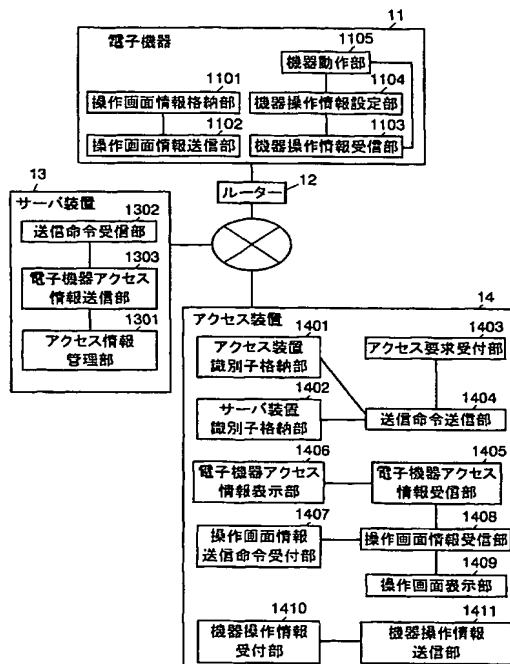 11
電子機器
1105
機器動作部
1101
1104
操作画面情報格納部
機器操作情報設定部
1102
1103
操作画面情報送信部
機器操作情報受信部
12
ルーター
13
サーバ装置
1302
送信命令受信部
1303
電子機器アクセス
情報送信部
1301
アクセス情報
管理部
14
アクセス装置
1401
1403
アクセス装置
識別子格納部
アクセス要求受付部
1402
1404
サーバ装置
識別子格納部
送信命令送信部
1406
1405
電子機器アクセス
情報表示部
電子機器アクセス
情報受信部
1407
1408
操作画面情報
送信命令受付部
操作画面情報受信部
1409
操作画面表示部
1410
1411
機器操作情報
受付部
機器操作情報
送信部